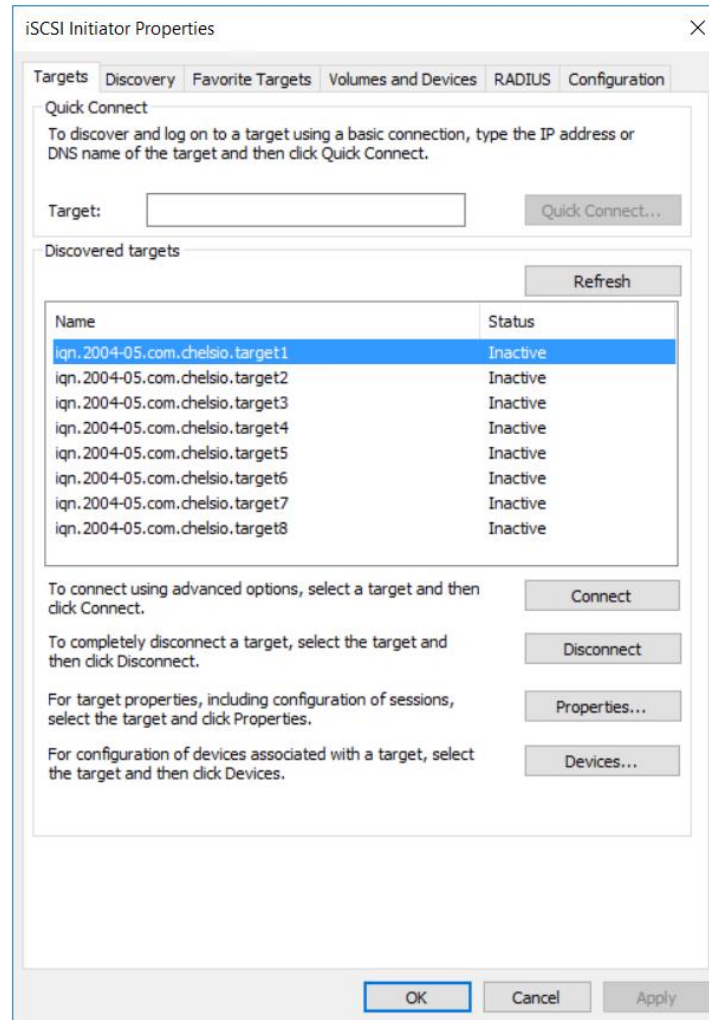 iSCSI Initiator Properties
Targets Discovery Favorite Targets Volumes and Devices RADIUS Configuration
Quick Connect
To discover and log on to a target using a basic connection, type the IP address or
DNS name of the target and then click Quick Connect.
Target: Quick Connect...
Discovered targets
Refresh
Name Status
iqn.2004-05.com.chelsio.target1 Inactive
iqn.2004-05.com.chelsio.target2 Inactive
iqn.2004-05.com.chelsio.target3 Inactive
iqn.2004-05.com.chelsio.target4 Inactive
iqn.2004-05.com.chelsio.target5 Inactive
iqn.2004-05.com.chelsio.target6 Inactive
iqn.2004-05.com.chelsio.target7 Inactive
iqn.2004-05.com.chelsio.target8 Inactive
To connect using advanced options, select a target and then
click Connect.
Connect
To completely disconnect a target, select the target and
then click Disconnect.
Disconnect
For target properties, including configuration of sessions,
select the target and click Properties.
Properties...
For configuration of devices associated with a target, select
the target and then click Devices.
Devices...
OK Cancel Apply